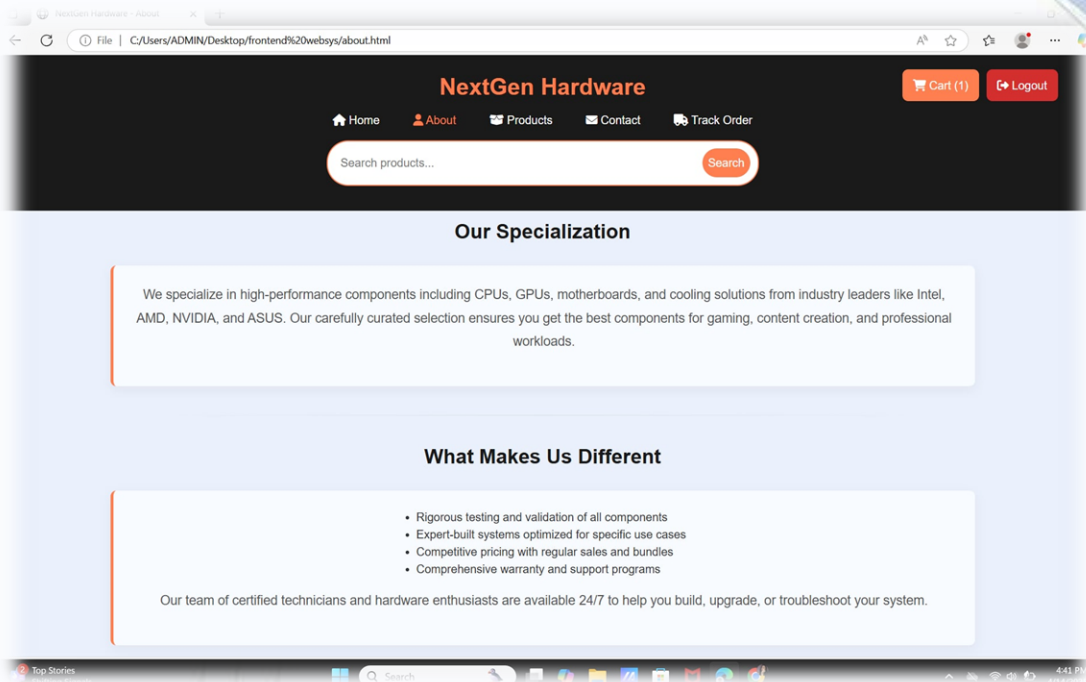 NextGen Hardware - About
File | C:/Users/ADMIN/Desktop/frontend%20websys/about.html
NextGen Hardware
Cart (1)
Logout
Home About Products Contact Track Order
Search products...
Search
Our Specialization
We specialize in high-performance components including CPUs, GPUs, motherboards, and cooling solutions from industry leaders like Intel,
AMD, NVIDIA, and ASUS. Our carefully curated selection ensures you get the best components for gaming, content creation, and professional
workloads.
What Makes Us Different
• Rigorous testing and validation of all components
• Expert-built systems optimized for specific use cases
• Competitive pricing with regular sales and bundles
• Comprehensive warranty and support programs
Our team of certified technicians and hardware enthusiasts are available 24/7 to help you build, upgrade, or troubleshoot your system.
2
Top Stories
Search
4:41 PM